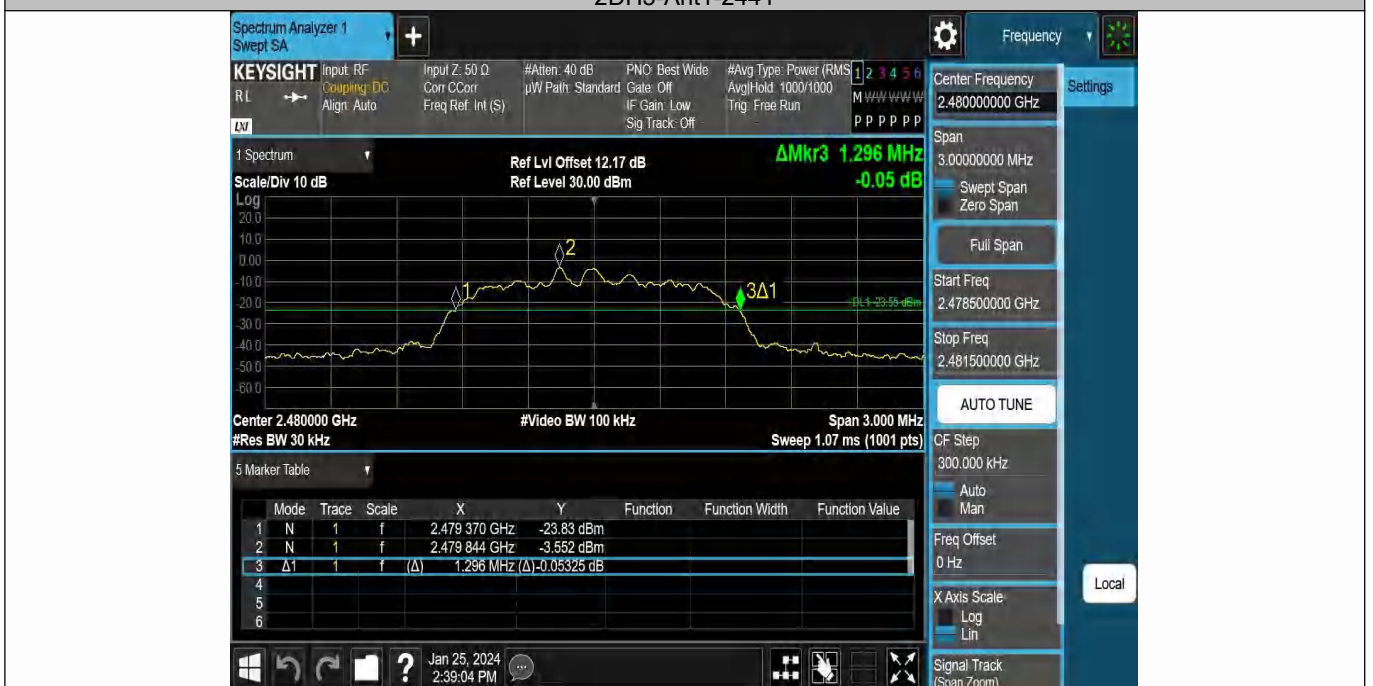 2DH5-Ant1-2441
Spectrum Analyzer 1
Swept SA
+
Frequency
KEYSIGHT
RL
LXI
Input: RF
Coupling: DC
Align: Auto
Input Z: 50 Ω
Corr CCorr
Freq Ref: Int (S)
#Atten: 40 dB
µW Path: Standard
PNO: Best Wide
Gate: Off
IF Gain: Low
Sig Track: Off
#Avg Type: Power (RMS
Avg|Hold: 1000/1000
Trig: Free Run
1 2 3 4 5 6
M W W W W W
P P P P P P
1 Spectrum
Scale/Div 10 dB
Ref Lvl Offset 12.17 dB
Ref Level 30.00 dBm
ΔMkr3 1.296 MHz
-0.05 dB
Log
20.0
10.0
0.00
-10.0
-20.0
-30.0
-40.0
-50.0
-60.0
1
2
3Δ1
DL1 -23.55 dBm
Center 2.480000 GHz
#Video BW 100 kHz
Span 3.000 MHz
#Res BW 30 kHz
Sweep 1.07 ms (1001 pts)
5 Marker Table
Mode Trace Scale X Y Function Function Width Function Value
1 N 1 f 2.479 370 GHz -23.83 dBm
2 N 1 f 2.479 844 GHz -3.552 dBm
3 Δ1 1 f (Δ) 1.296 MHz (Δ) -0.05325 dB
4
5
6
? Jan 25, 2024
2:39:04 PM
Center Frequency
2.480000000 GHz
Settings
Span
3.00000000 MHz
Swept Span
Zero Span
Full Span
Start Freq
2.478500000 GHz
Stop Freq
2.481500000 GHz
AUTO TUNE
CF Step
300.000 kHz
Auto
Man
Freq Offset
0 Hz
X Axis Scale
Log
Lin
Local
Signal Track
(Span Zoom)